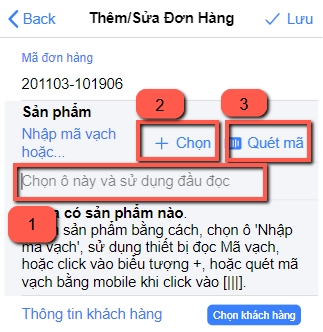 Back Thêm/Sửa Đơn Hàng Lưu
Mã đơn hàng
201103-101906
Sản phẩm
2
3
Nhập mã vạch
hoặc...
+ Chọn
Quét mã
Chọn ô này và sử dụng đầu đọc
1
có sản phẩm nào.
sản phẩm bằng cách, chọn ô 'Nhập
mã vạch', sử dụng thiết bị đọc Mã vạch,
hoặc click vào biểu tượng +, hoặc quét mã
vạch bằng mobile khi click vào [||||].
Thông tin khách hàng
Chọn khách hàng